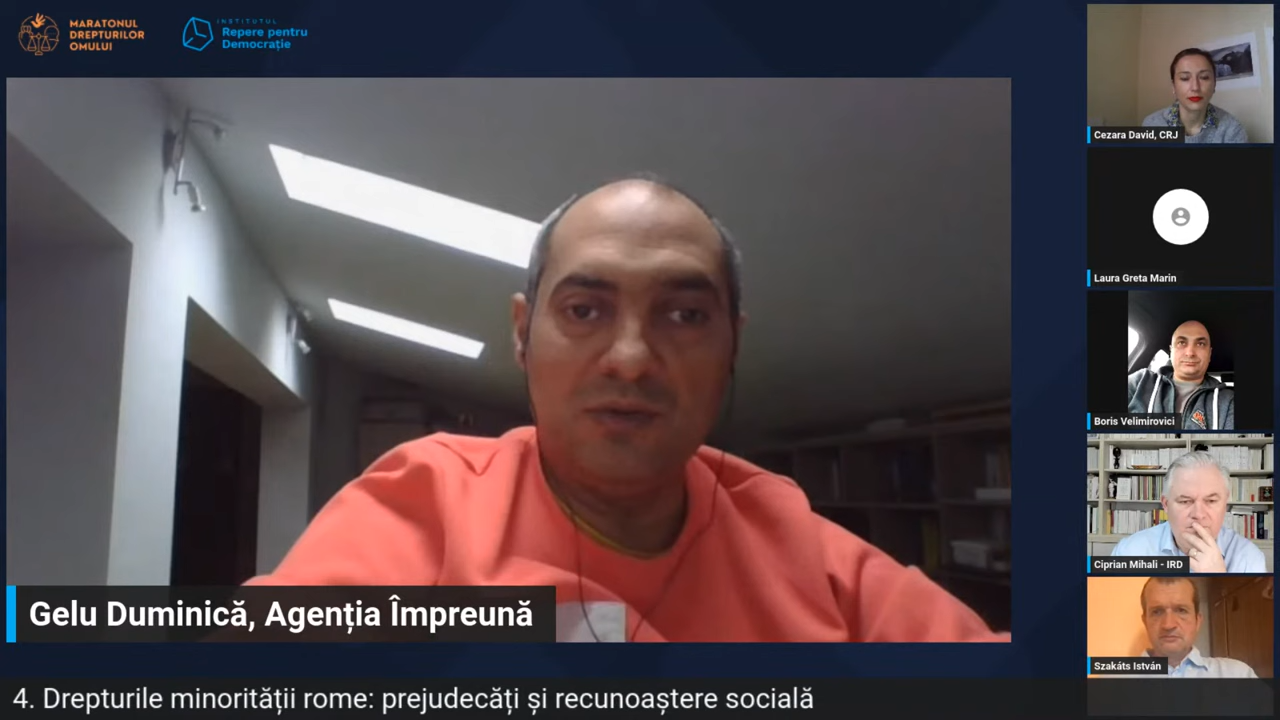 MARATONUL
DREPTURILOR
OMULUI
INSTITUTUL
Repere pentru
Democrație
Cezara David, CRJ
Laura Greta Marin
Boris Velimirovici
Ciprian Mihali - IRD
Szakáts István
Gelu Duminică, Agenția Împreună
4. Drepturile minorității rome: prejudecăți și recunoaștere socială